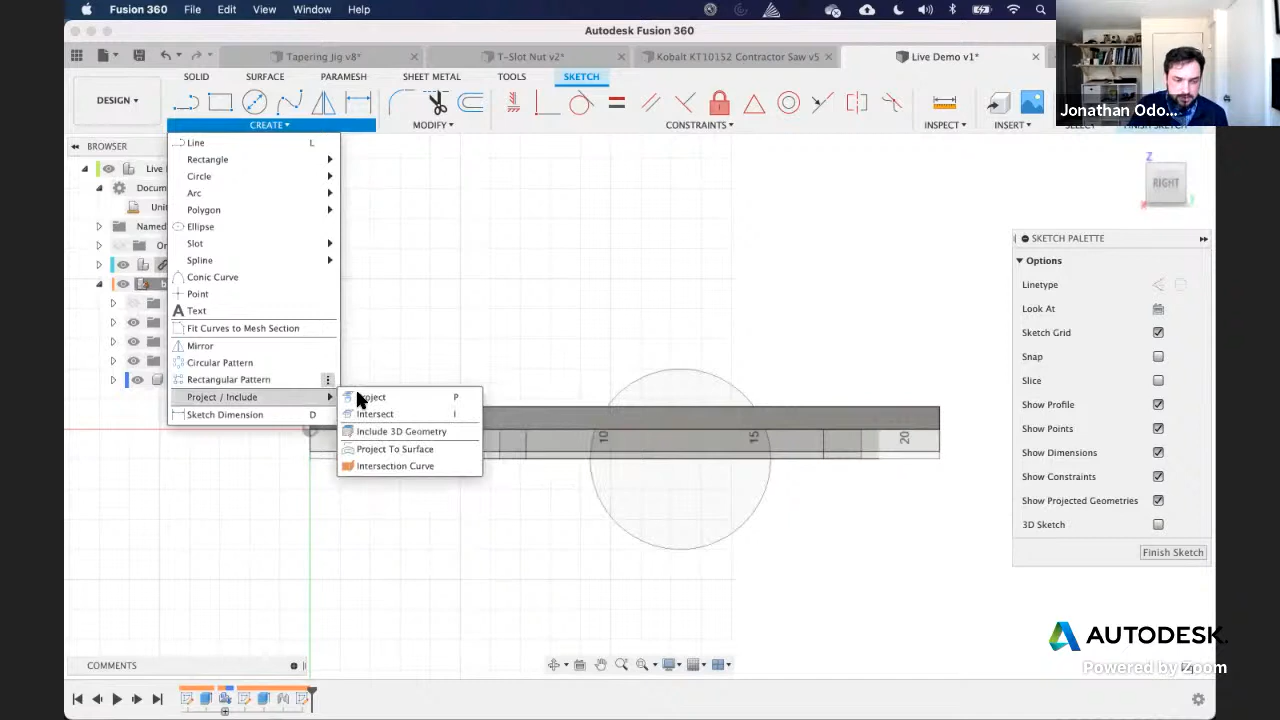 Fusion 360 File Edit View Window Help
Autodesk Fusion 360
Tapering Jig v8* T-Slot Nut v2* Kobalt KT10152 Contractor Saw v5 Live Demo v1*
SOLID SURFACE PARAMESH SHEET METAL TOOLS SKETCH
DESIGN
CREATE MODIFY CONSTRAINTS INSPECT INSERT
Jonathan Odo...
BROWSER
Live
Docum
Unit
Named
Or
b
Line L
Rectangle
Circle
Arc
Polygon
Ellipse
Slot
Spline
Conic Curve
Point
A Text
Fit Curves to Mesh Section
Mirror
Circular Pattern
Rectangular Pattern
Project / Include
Sketch Dimension D
Project P
Intersect I
Include 3D Geometry
Project To Surface
Intersection Curve
10 15 20
Z
RIGHT
SKETCH PALETTE
Options
Linetype
Look At
Sketch Grid
Snap
Slice
Show Profile
Show Points
Show Dimensions
Show Constraints
Show Projected Geometries
3D Sketch
Finish Sketch
AUTODESK.
Powered by Zoom
COMMENTS